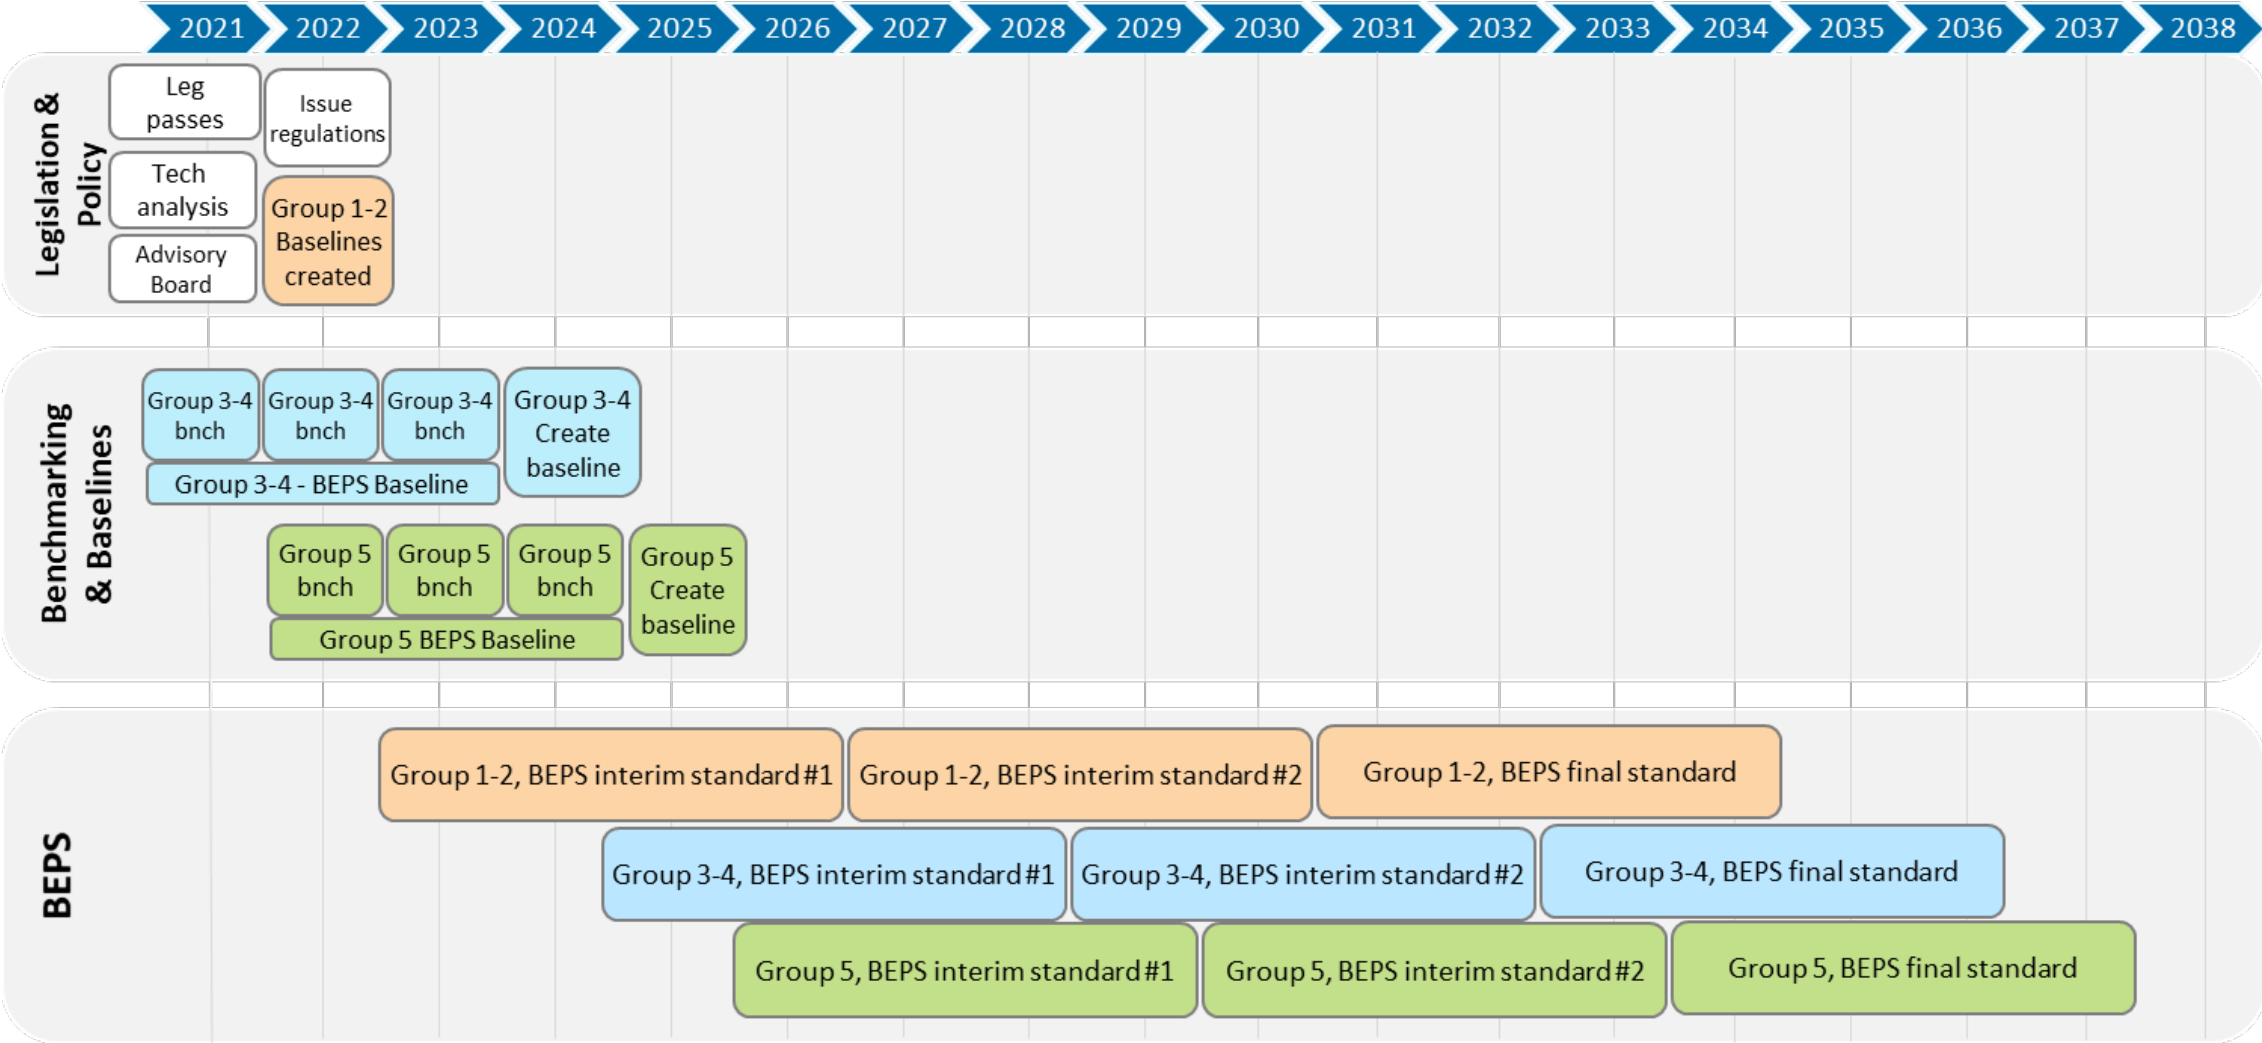 2021 2022 2023 2024 2025 2026 2027 2028 2029 2030 2031 2032 2033 2034 2035 2036 2037 2038
Legislation &
Policy
Leg
passes
Tech
analysis
Advisory
Board
Issue
regulations
Group 1-2
Baselines
created
Benchmarking
& Baselines
Group 3-4
bnch
Group 3-4
bnch
Group 3-4
bnch
Group 3-4
Create
baseline
Group 3-4 - BEPS Baseline
Group 5
bnch
Group 5
bnch
Group 5
bnch
Group 5
Create
baseline
Group 5 BEPS Baseline
BEPS
Group 1-2, BEPS interim standard #1
Group 1-2, BEPS interim standard #2
Group 1-2, BEPS final standard
Group 3-4, BEPS interim standard #1
Group 3-4, BEPS interim standard #2
Group 3-4, BEPS final standard
Group 5, BEPS interim standard #1
Group 5, BEPS interim standard #2
Group 5, BEPS final standard